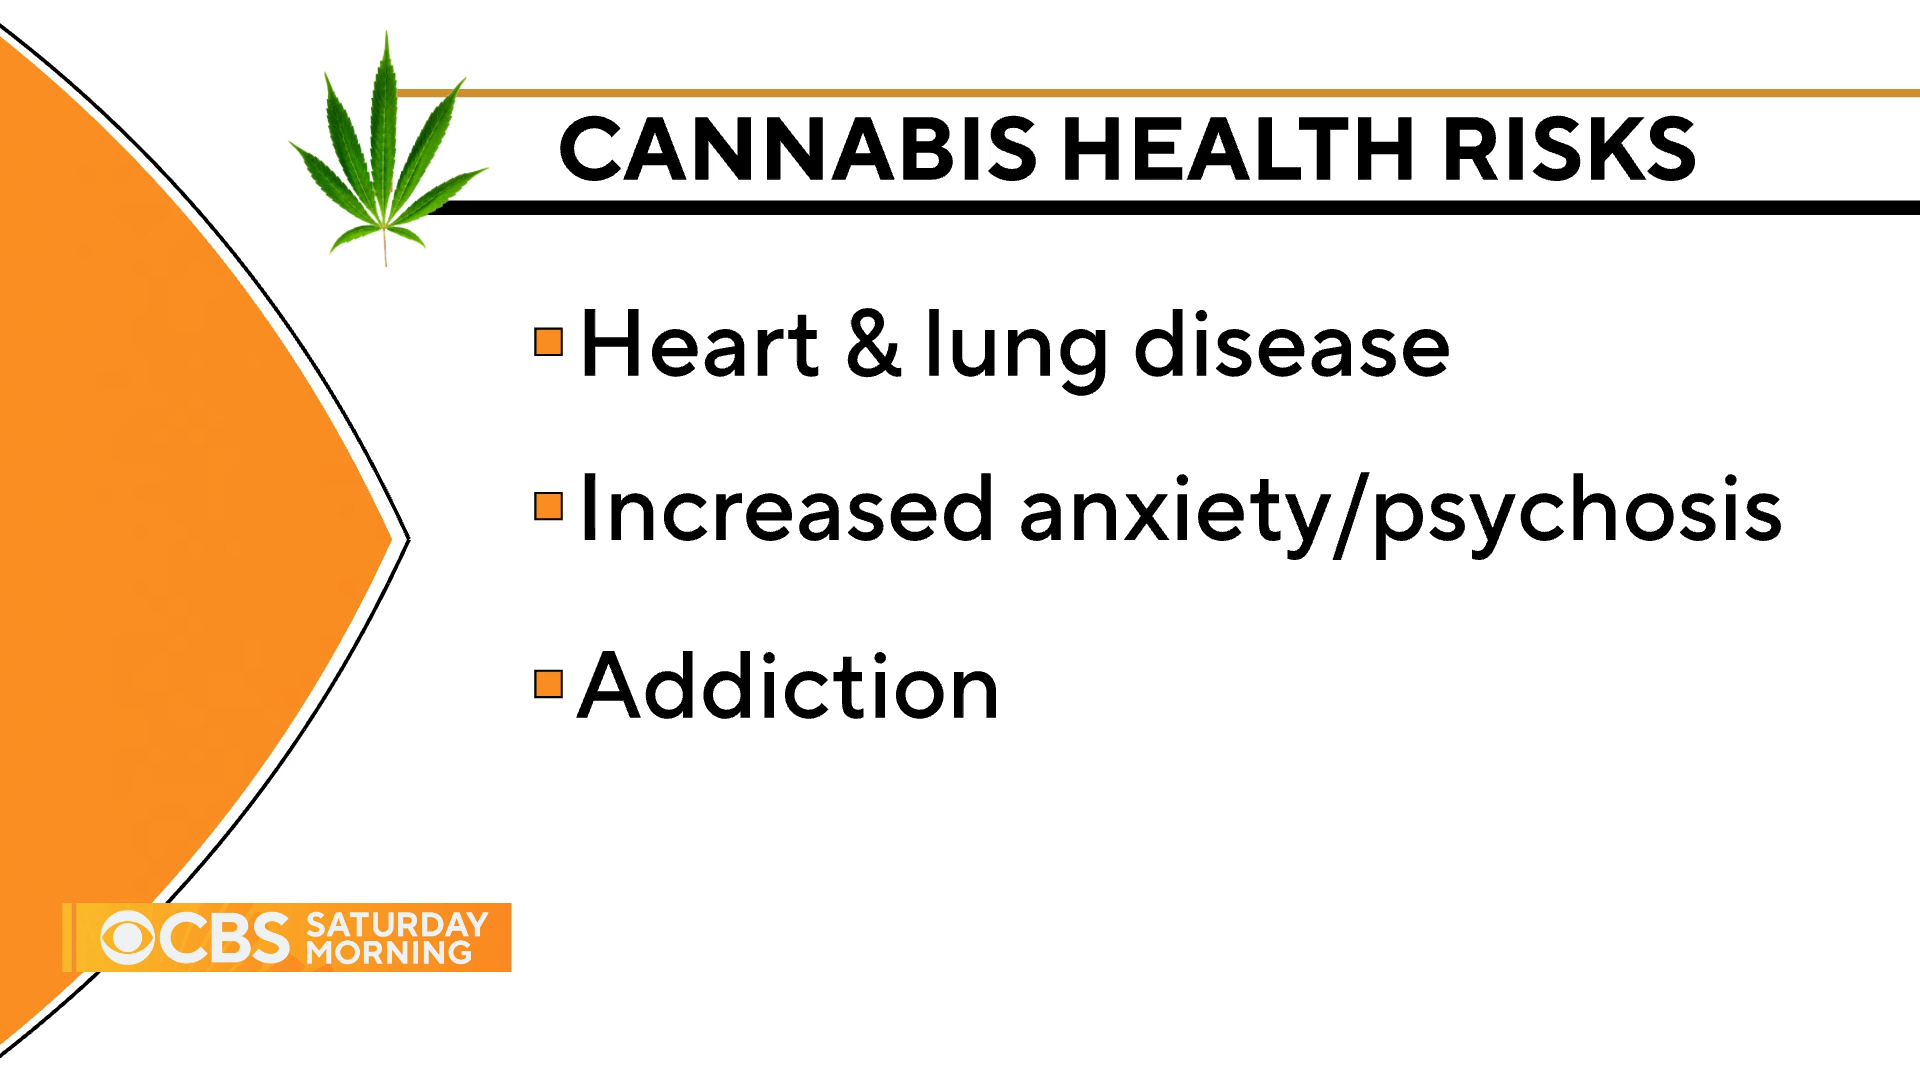 CANNABIS HEALTH RISKS
Heart & lung disease
Increased anxiety/psychosis
Addiction
CBS SATURDAY
MORNING